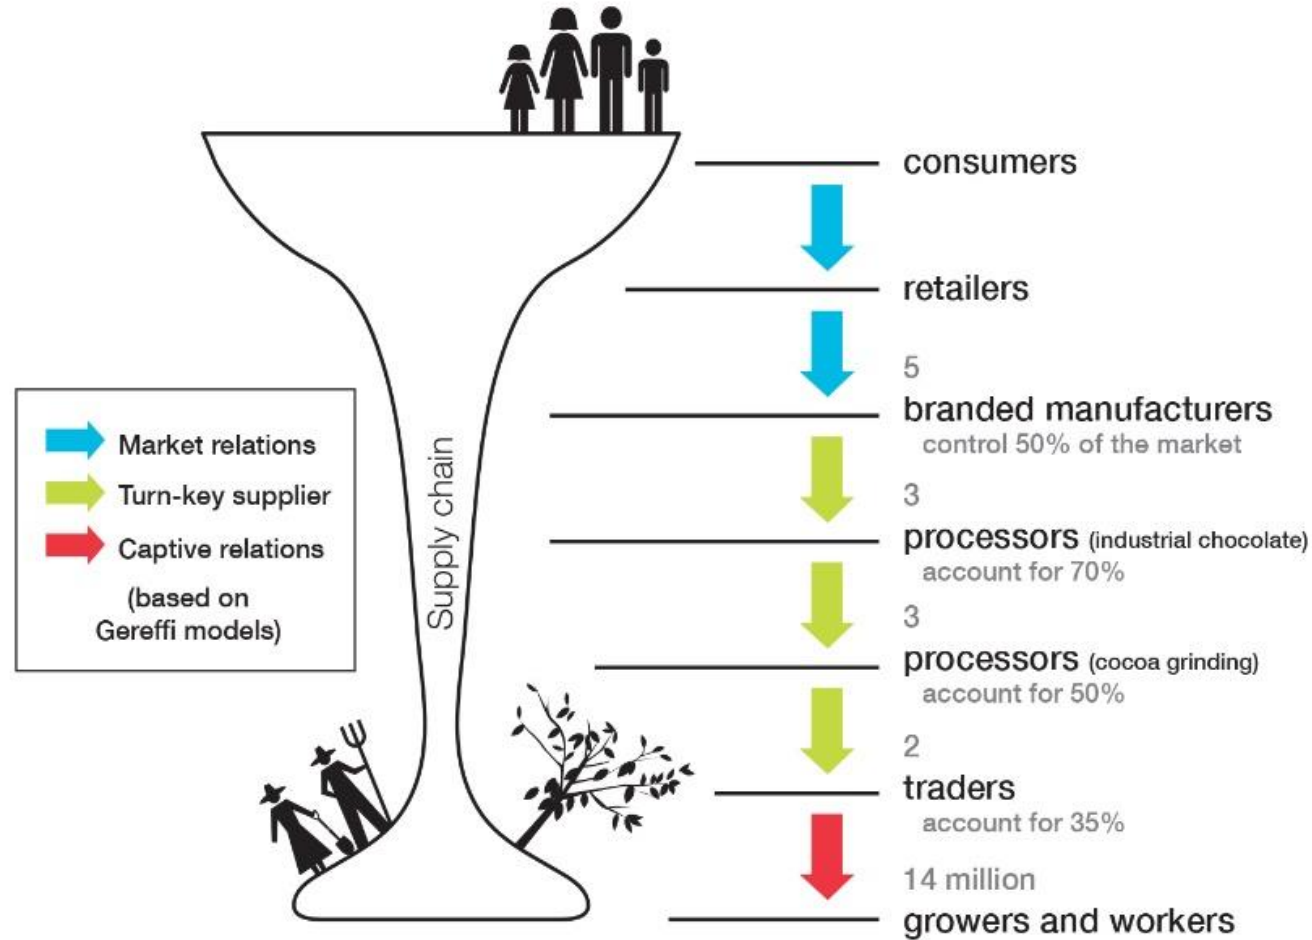 consumers
retailers
5
branded manufacturers
control 50% of the market
3
processors (industrial chocolate)
account for 70%
3
processors (cocoa grinding)
account for 50%
2
traders
account for 35%
14 million
growers and workers
Supply chain
Market relations
Turn-key supplier
Captive relations
(based on
Gereffi models)